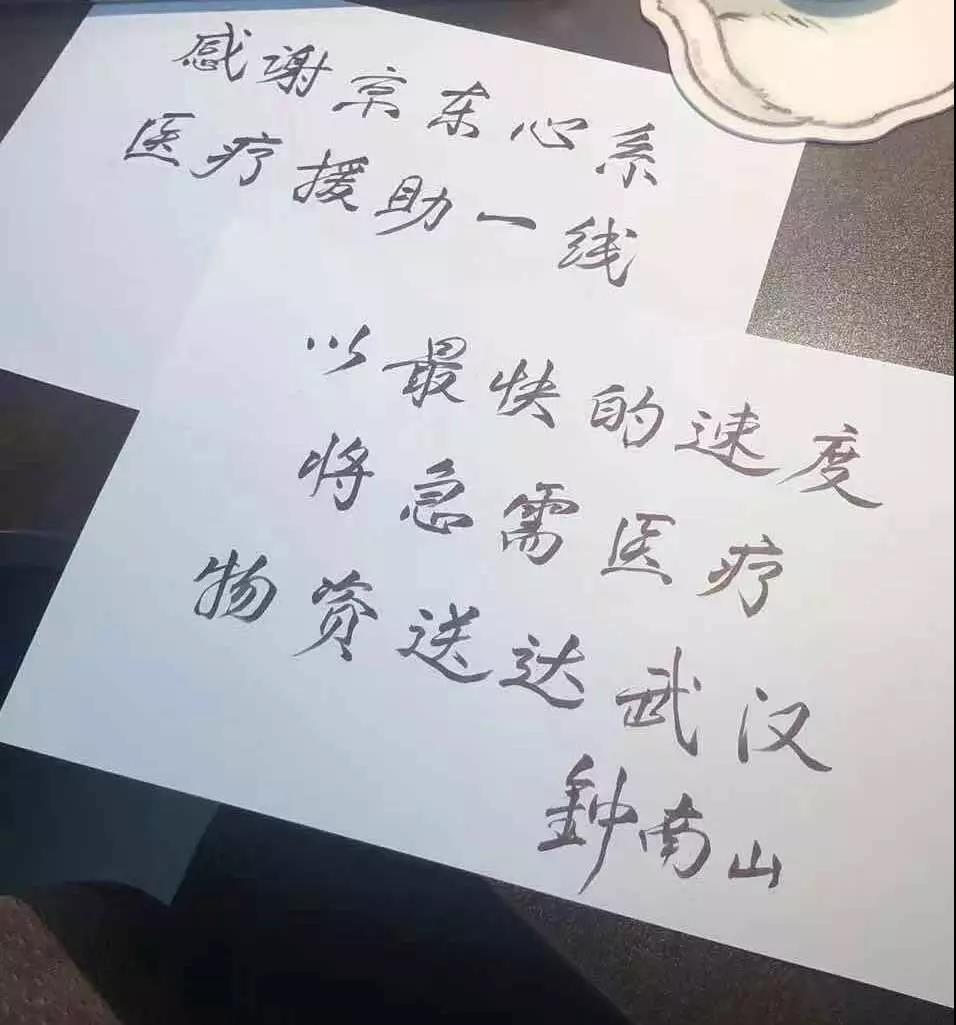 感谢京东心系
医疗援助一线
以最快的速度
将急需医疗
物资送达武汉
鈡南山